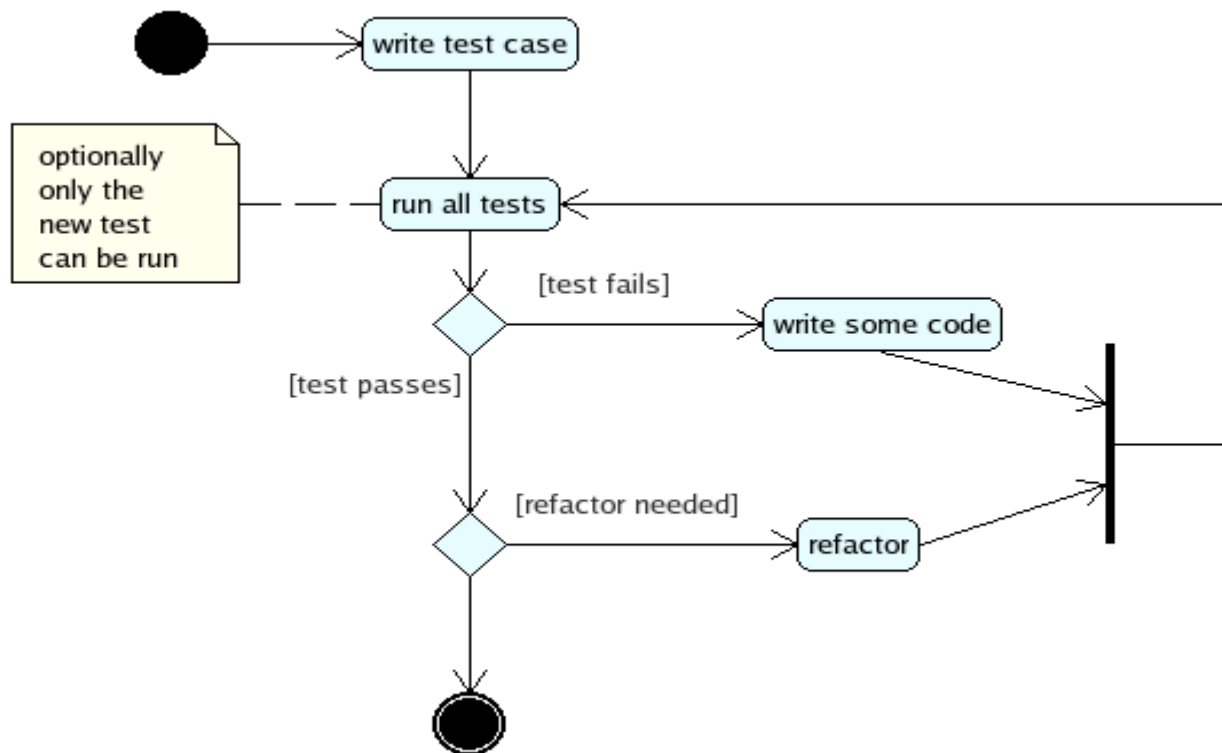 write test case
optionally
only the
new test
can be run
run all tests
[test fails]
write some code
[test passes]
[refactor needed]
refactor